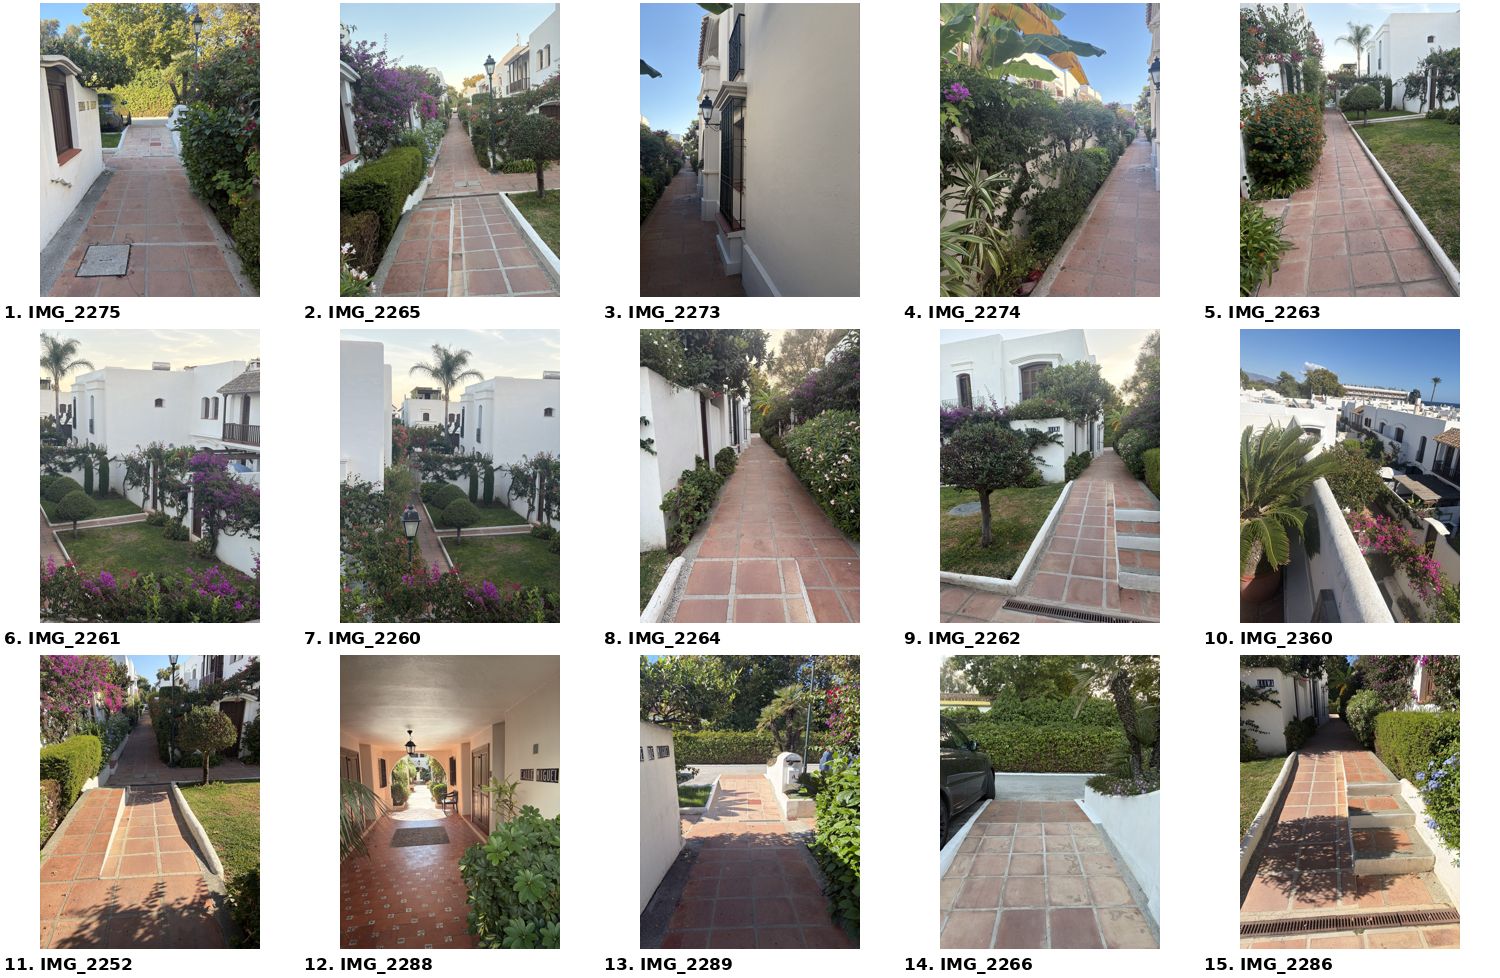 1. IMG_2275
2. IMG_2265
3. IMG_2273
4. IMG_2274
5. IMG_2263
6. IMG_2261
7. IMG_2260
8. IMG_2264
9. IMG_2262
10. IMG_2360
11. IMG_2252
12. IMG_2288
13. IMG_2289
14. IMG_2266
15. IMG_2286